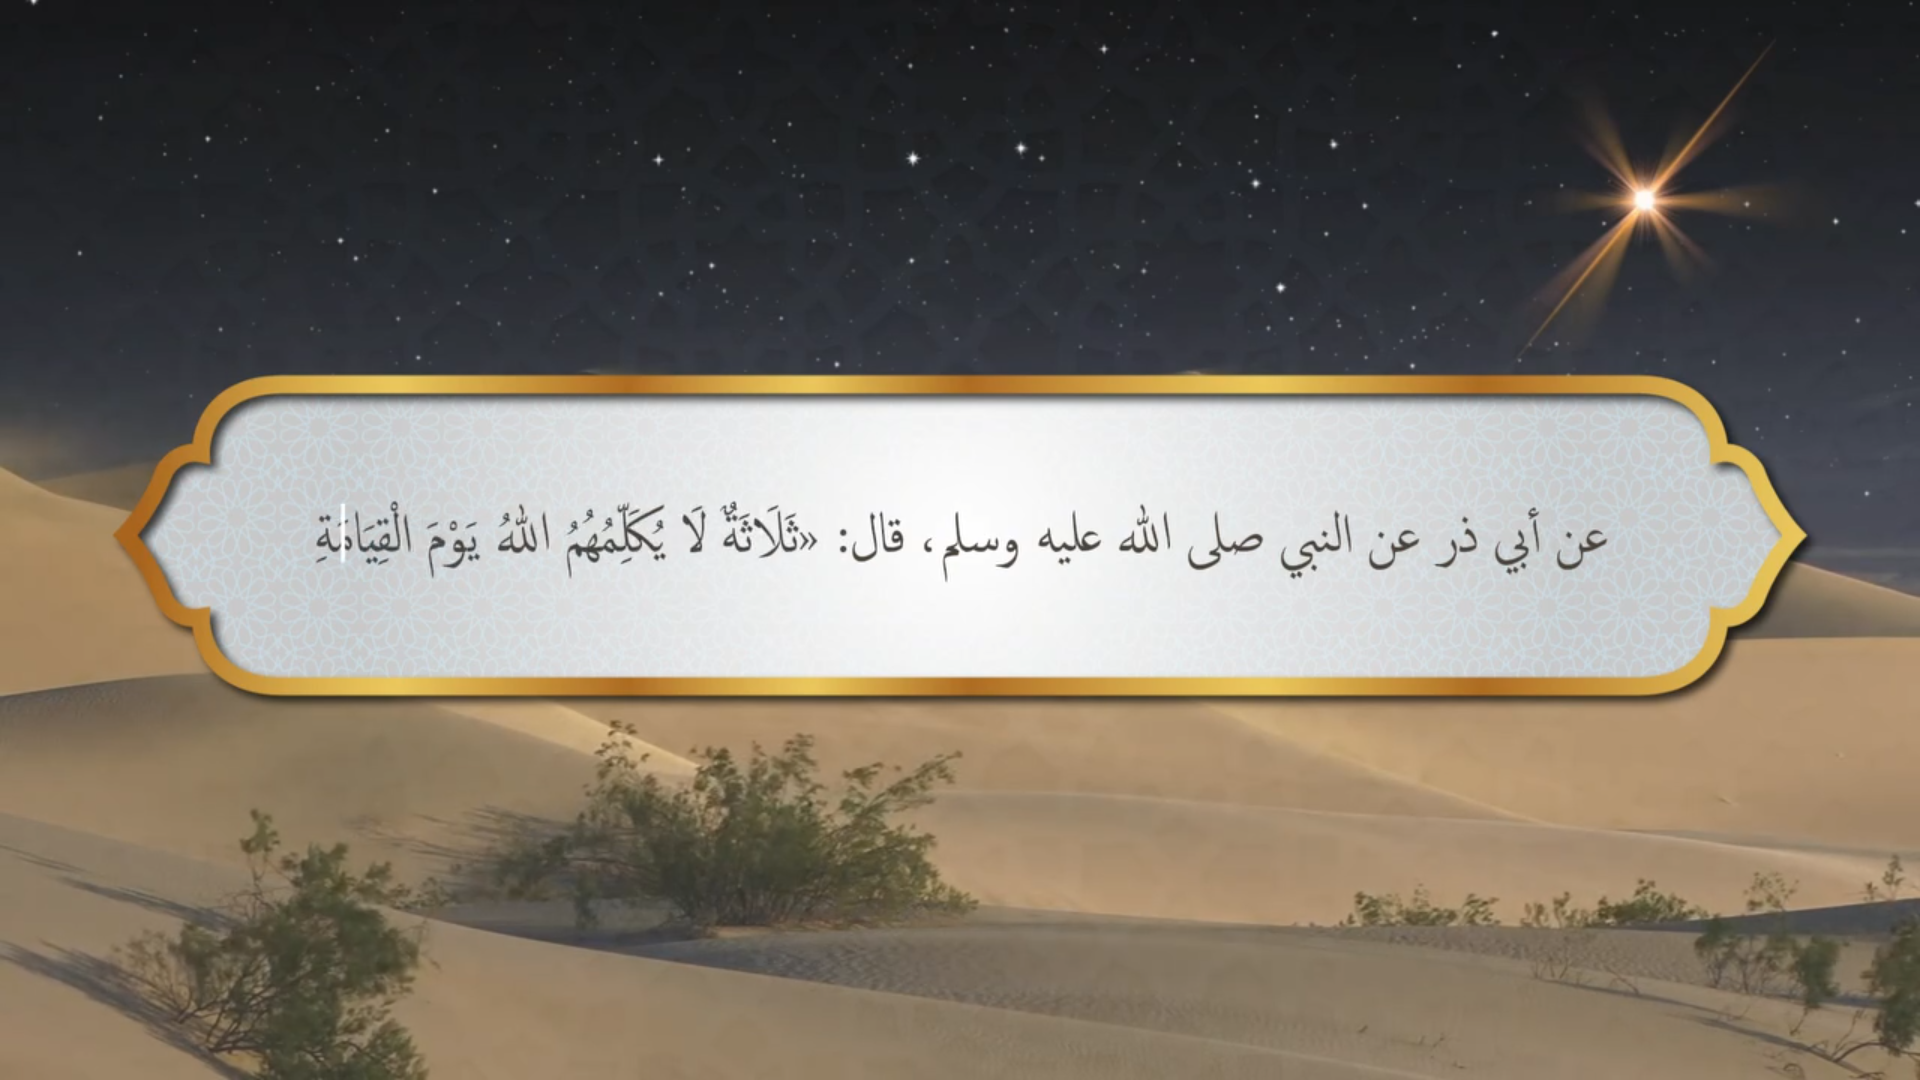 عن أبي ذر عن النبي صلى الله عليه وسلم، قال: «ثَلَاثَةٌ لَا يُكَلِّمُهُمُ اللهُ يَوْمَ الْقِيَامَةِ